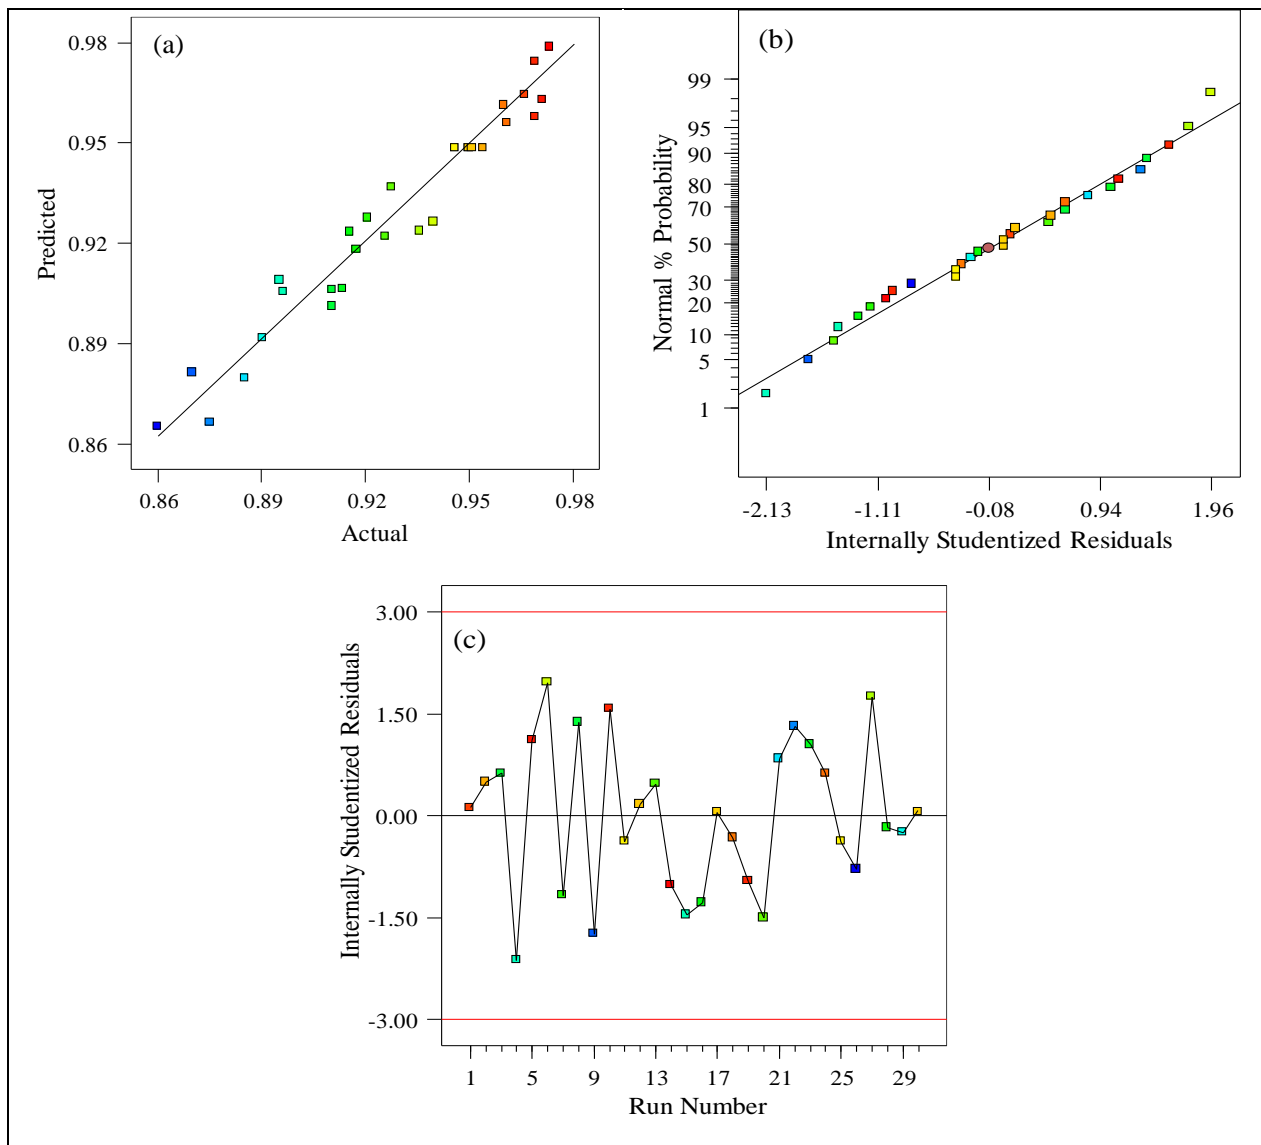 (a)
Predicted
0.98
0.95
0.92
0.89
0.86
0.86 0.89 0.92 0.95 0.98
Actual
(b)
Normal % Probability
99
95
90
80
70
50
30
20
10
5
1
-2.13 -1.11 -0.08 0.94 1.96
Internally Studentized Residuals
(c)
Internally Studentized Residuals
3.00
1.50
0.00
-1.50
-3.00
1 5 9 13 17 21 25 29
Run Number